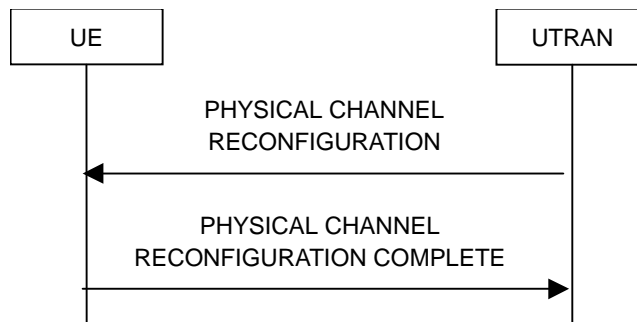 UE
UTRAN
PHYSICAL CHANNEL
RECONFIGURATION
PHYSICAL CHANNEL
RECONFIGURATION COMPLETE